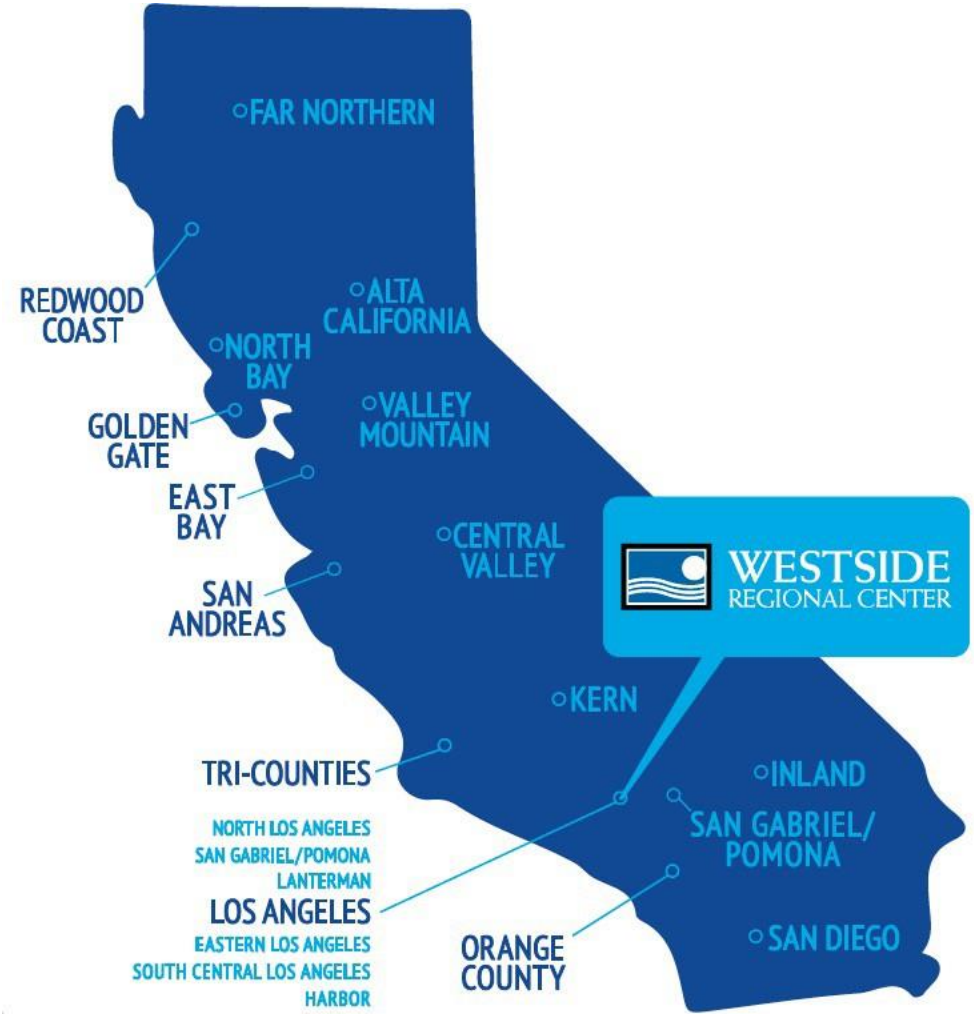 FAR NORTHERN
REDWOOD
COAST
ALTA
CALIFORNIA
NORTH
BAY
VALLEY
MOUNTAIN
GOLDEN
GATE
EAST
BAY
CENTRAL
VALLEY
WESTSIDE
REGIONAL CENTER
SAN
ANDREAS
KERN
TRI-COUNTIES
INLAND
SAN GABRIEL/
POMONA
NORTH LOS ANGELES
SAN GABRIEL/POMONA
LANTERMAN
LOS ANGELES
EASTERN LOS ANGELES
SOUTH CENTRAL LOS ANGELES
HARBOR
ORANGE
COUNTY
SAN DIEGO